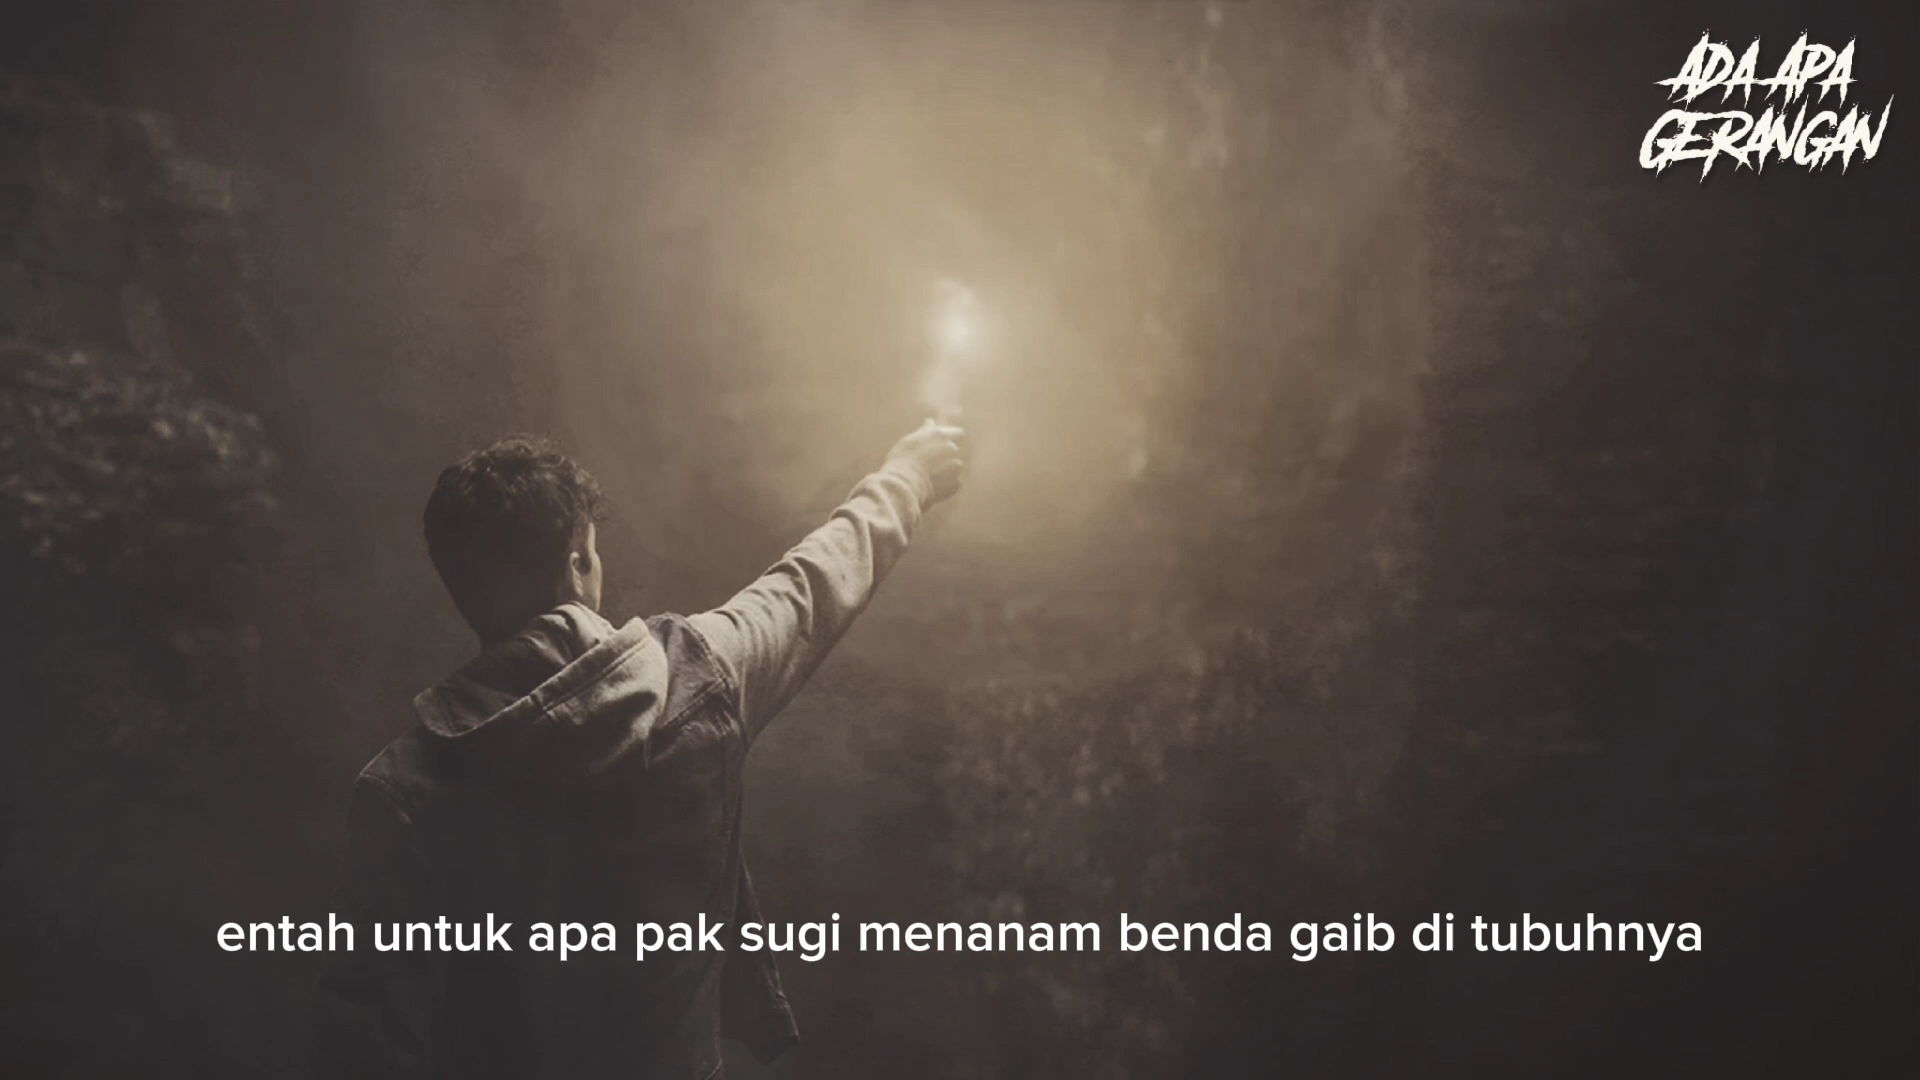 ADA APA
GERANGAN
entah untuk apa pak sugi menanam benda gaib di tubuhnya